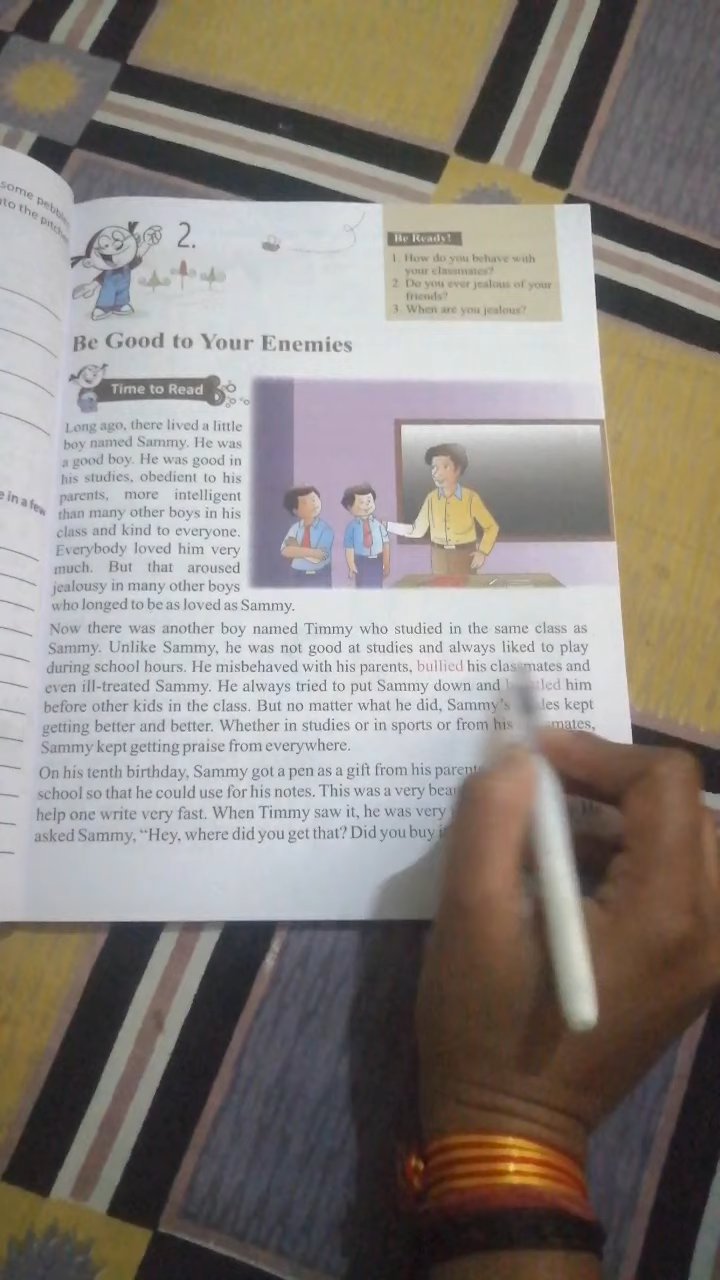 some pebbles
into the pitcher
e in a few
2.
Be Ready!
1. How do you behave with
your classmates?
2. Do you ever jealous of your
friends?
3. When are you jealous?
Be Good to Your Enemies
Time to Read
Long ago, there lived a little
boy named Sammy. He was
a good boy. He was good in
his studies, obedient to his
parents, more intelligent
than many other boys in his
class and kind to everyone.
Everybody loved him very
much. But that aroused
jealousy in many other boys
who longed to be as loved as Sammy.
Now there was another boy named Timmy who studied in the same class as
Sammy. Unlike Sammy, he was not good at studies and always liked to play
during school hours. He misbehaved with his parents, bullied his classmates and
even ill-treated Sammy. He always tried to put Sammy down and him
before other kids in the class. But no matter what he did, Sammy's kept
getting better and better. Whether in studies or in sports or from his
Sammy kept getting praise from everywhere.
On his tenth birthday, Sammy got a pen as a gift from his
school so that he could use for his notes. This was a very
help one write very fast. When Timmy saw it, he was very
asked Sammy, "Hey, where did you get that? Did you buy